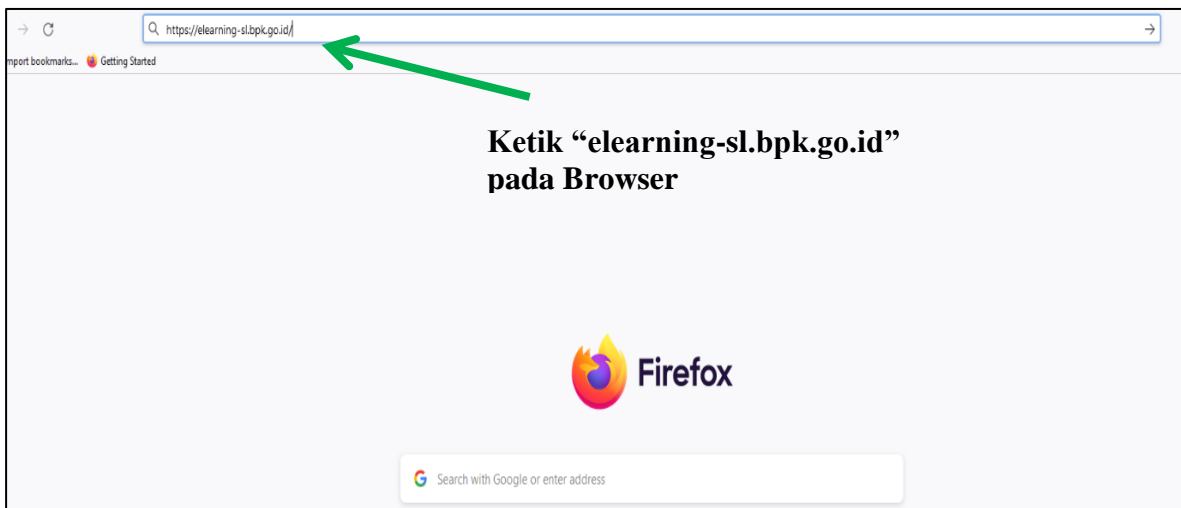 https://elearning-sl.bpk.go.id/
mport bookmarks... Getting Started
Ketik “elearning-sl.bpk.go.id”
pada Browser
Firefox
Search with Google or enter address